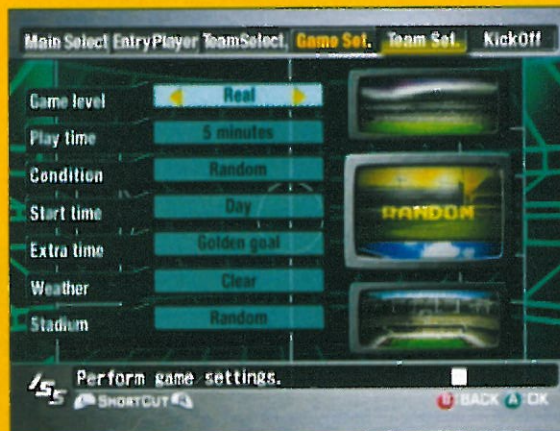 Main Select EntryPlayer TeamSelect. Game Set. Team Set. KickOff
Game level Real
Play time 5 minutes
Condition Random
Start time Day
Extra time Golden goal
Weather Clear
Stadium Random
RANDOM
ISS Perform game settings.
L SHORTCUT R B BACK A OK